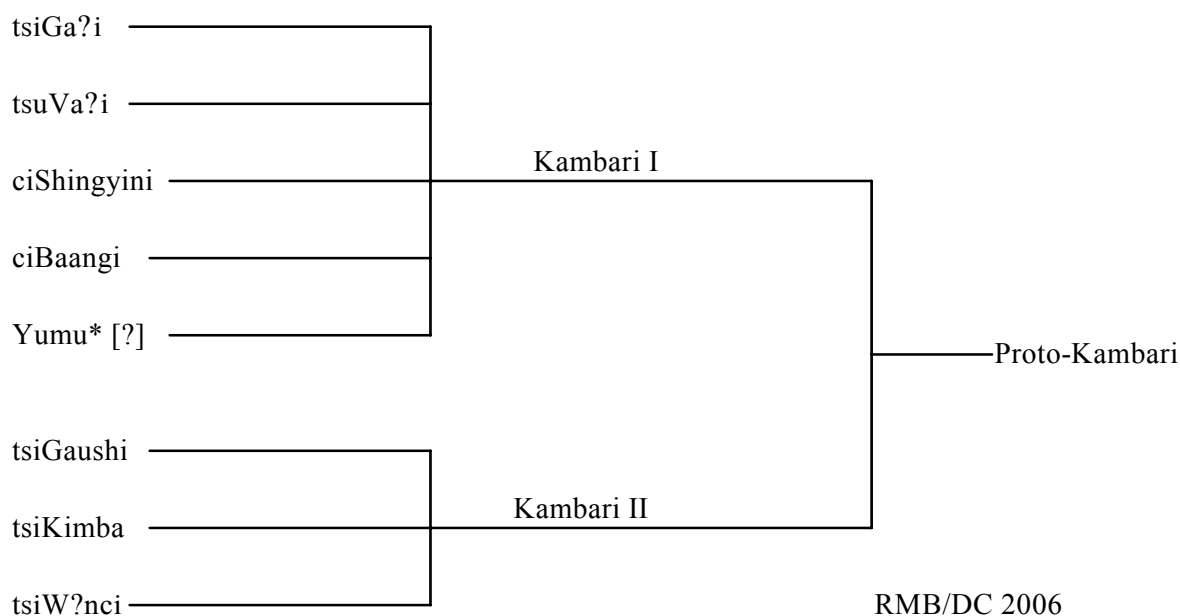 tsiGa?i
tsuVa?i
Kambari I
ciShingyini
ciBaangi
Yumu* [?]
Proto-Kambari
tsiGaushi
Kambari II
tsiKimba
tsiW?nci
RMB/DC 2006